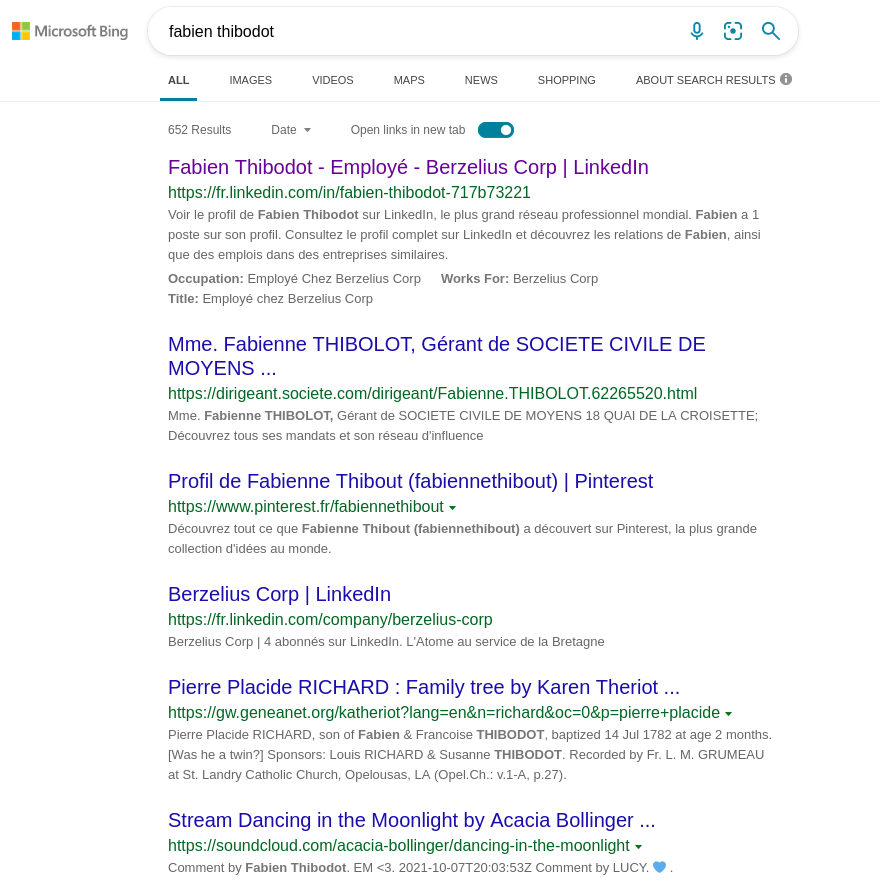 Microsoft Bing
fabien thibodot
ALL IMAGES VIDEOS MAPS NEWS SHOPPING ABOUT SEARCH RESULTS
652 Results Date Open links in new tab
Fabien Thibodot - Employé - Berzelius Corp | LinkedIn
https://fr.linkedin.com/in/fabien-thibodot-717b73221
Voir le profil de Fabien Thibodot sur LinkedIn, le plus grand réseau professionnel mondial. Fabien a 1
poste sur son profil. Consultez le profil complet sur LinkedIn et découvrez les relations de Fabien, ainsi
que des emplois dans des entreprises similaires.
Occupation: Employé Chez Berzelius Corp Works For: Berzelius Corp
Title: Employé chez Berzelius Corp
Mme. Fabienne THIBOLOT, Gérant de SOCIETE CIVILE DE
MOYENS ...
https://dirigeant.societe.com/dirigeant/Fabienne.THIBOLOT.62265520.html
Mme. Fabienne THIBOLOT, Gérant de SOCIETE CIVILE DE MOYENS 18 QUAI DE LA CROISETTE;
Découvrez tous ses mandats et son réseau d'influence
Profil de Fabienne Thibout (fabiennethibout) | Pinterest
https://www.pinterest.fr/fabiennethibout
Découvrez tout ce que Fabienne Thibout (fabiennethibout) a découvert sur Pinterest, la plus grande
collection d'idées au monde.
Berzelius Corp | LinkedIn
https://fr.linkedin.com/company/berzelius-corp
Berzelius Corp | 4 abonnés sur LinkedIn. L'Atome au service de la Bretagne
Pierre Placide RICHARD : Family tree by Karen Theriot ...
https://gw.geneanet.org/katheriot?lang=en&n=richard&oc=0&p=pierre+placide
Pierre Placide RICHARD, son of Fabien & Francoise THIBODOT, baptized 14 Jul 1782 at age 2 months.
[Was he a twin?] Sponsors: Louis RICHARD & Susanne THIBODOT. Recorded by Fr. L. M. GRUMEAU
at St. Landry Catholic Church, Opelousas, LA (Opel.Ch.: v.1-A, p.27).
Stream Dancing in the Moonlight by Acacia Bollinger ...
https://soundcloud.com/acacia-bollinger/dancing-in-the-moonlight
Comment by Fabien Thibodot. EM <3. 2021-10-07T20:03:53Z Comment by LUCY. 💙 .